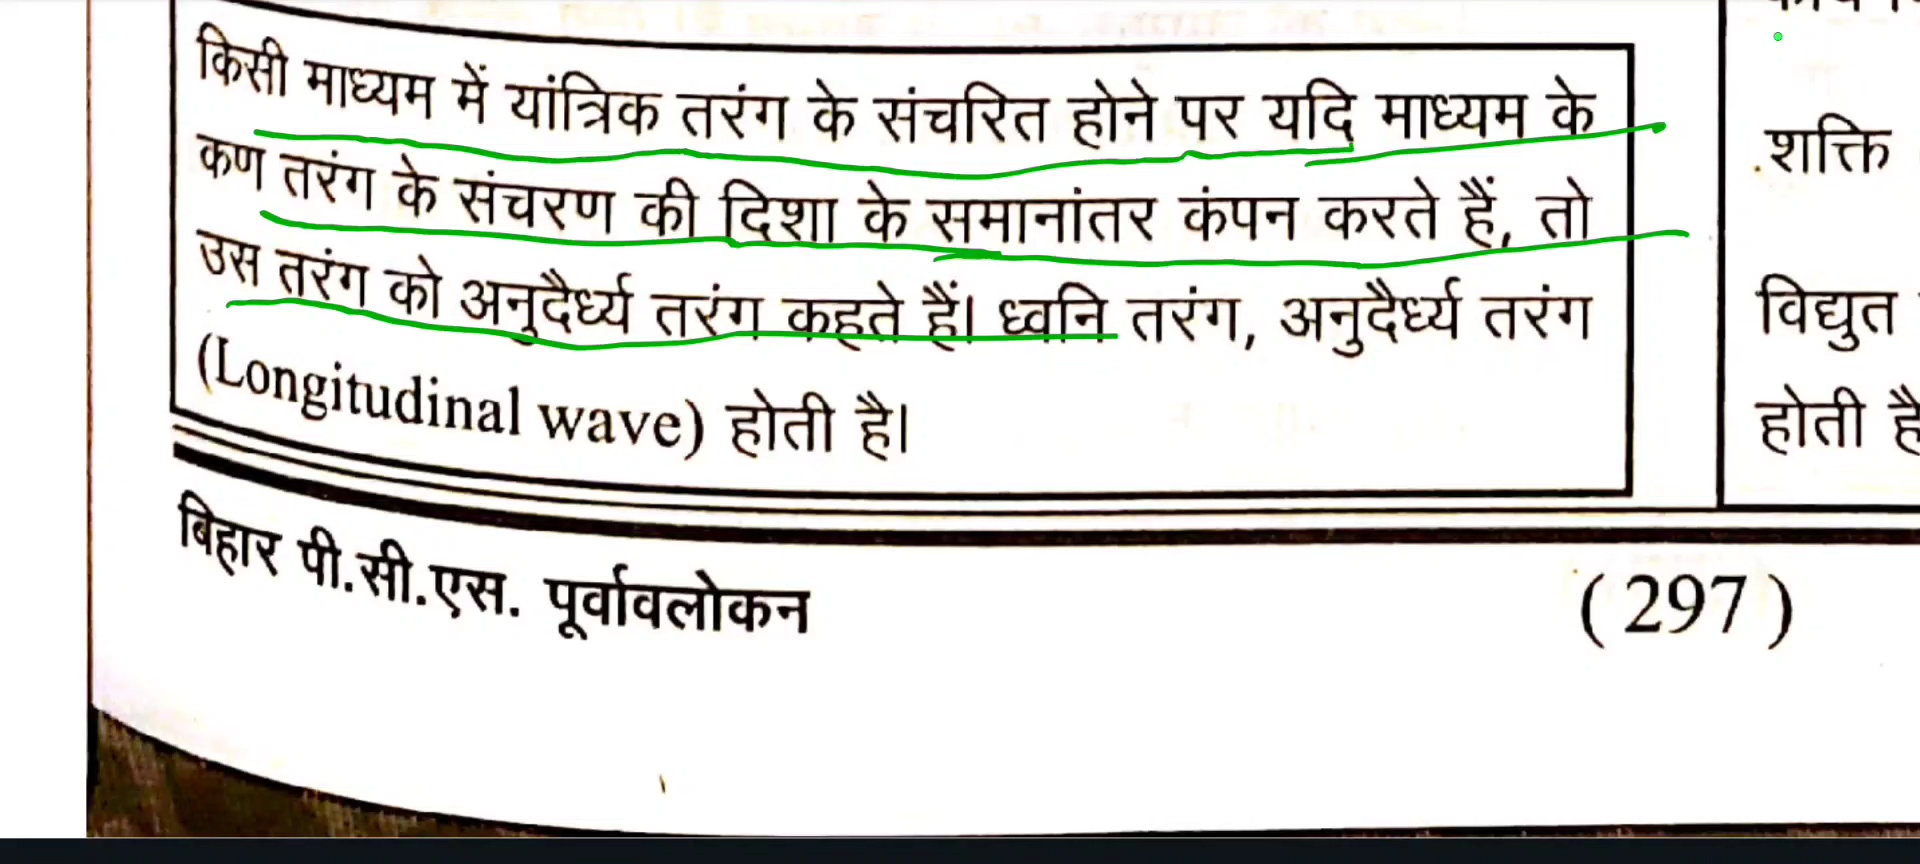 किसी माध्यम में यांत्रिक तरंग के संचरित होने पर यदि माध्यम के
कण तरंग के संचरण की दिशा के समानांतर कंपन करते हैं, तो
उस तरंग को अनुदैर्ध्य तरंग कहते हैं। ध्वनि तरंग, अनुदैर्ध्य तरंग
(Longitudinal wave) होती है।
शक्ति
विद्युत
होती है
बिहार पी.सी.एस. पूर्वावलोकन
(297)